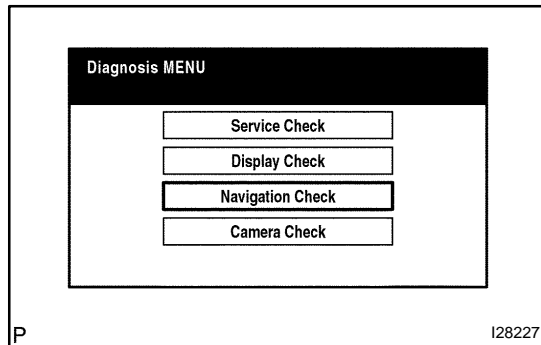 Diagnosis MENU
Service Check
Display Check
Navigation Check
Camera Check
P
I28227